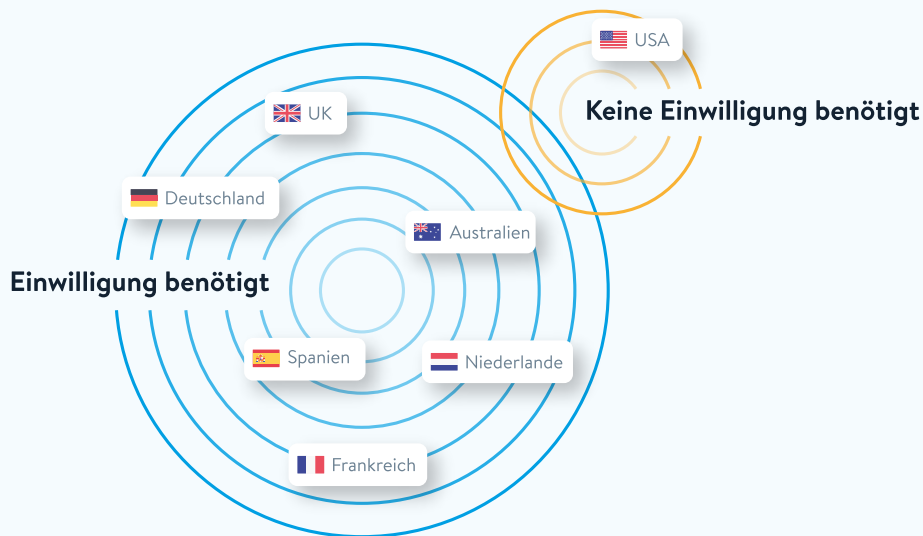 USA
Keine Einwilligung benötigt
UK
Deutschland
Australien
Einwilligung benötigt
Spanien
Niederlande
Frankreich